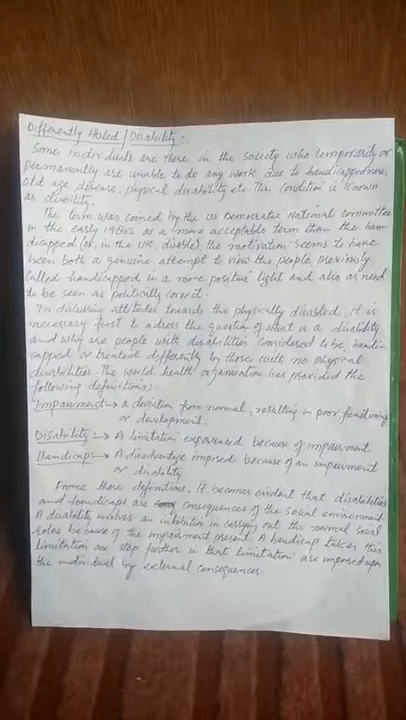 Differently Abled / Disability :-
Some individuals are there in the society who temporarity or
permanently are unable to do any work due to handicappedness,
old age disease, physical disability etc. This condition is known
as disability.
The term was coined by the US Democratic National committee
in the early 1980s as a more acceptable term than the han-
dicapped (or, in the UK, disable), the motivation seems to have
been both a genuine attempt to view the people previously
called handicapped in a more positive light and also as need
to be seen as politically correct.
In discussing attitudes towards the physically disabled, it is
necessary first to adress the question of what is a disability
and why are people with disabilities considered to be handi-
capped or treated differently by those with no physical
disabilities. The world health organisation has provided the
following definitions:
Impairment → a deviation from normal, resulting in poor functioning
or development.
Disability :→ A limitation experienced because of impairment.
Handicap :→ A disadvantage imposed because of an impairment
or disability
From these definitions, it becomes evident that disabilities
and handicaps are consequences of the social environment.
A disability involves an inhibition in carrying out the normal social
roles because of the impairment present. A handicap takes this
limitation one step further in that limitation are imposed upon
the individual by external consequences.